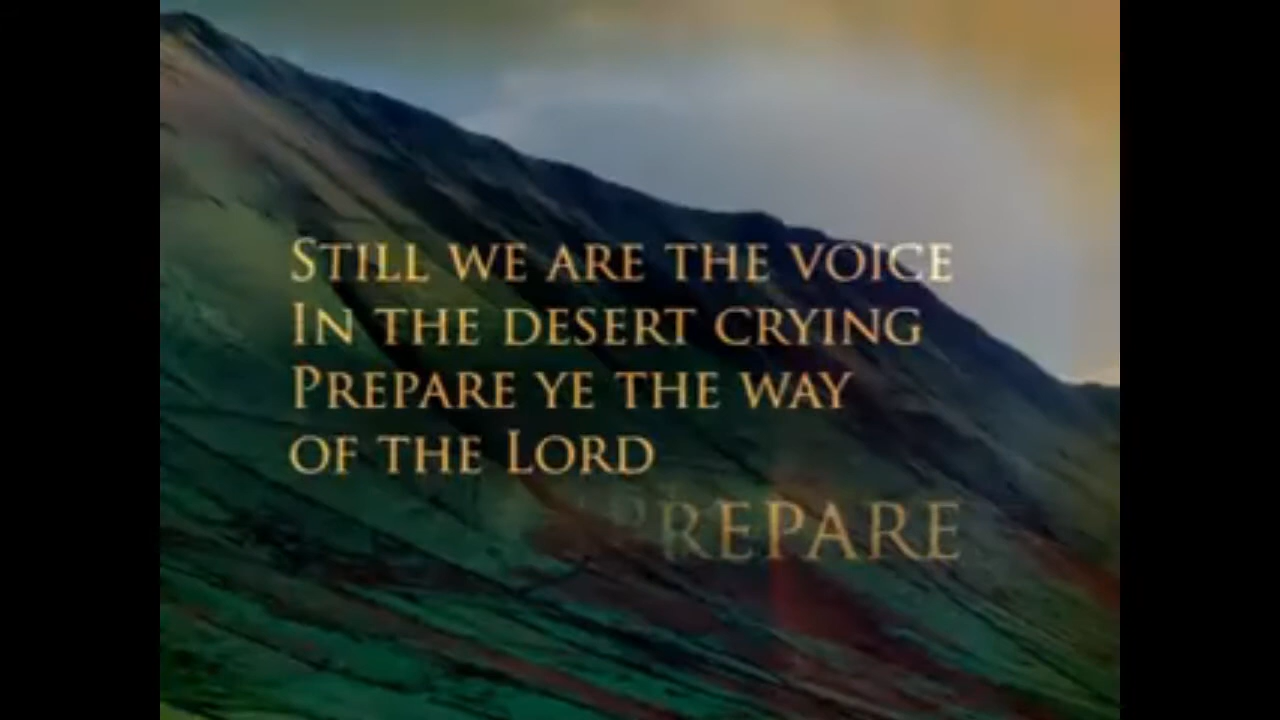 Still we are the voice
In the desert crying
Prepare ye the way
of the Lord
Prepare